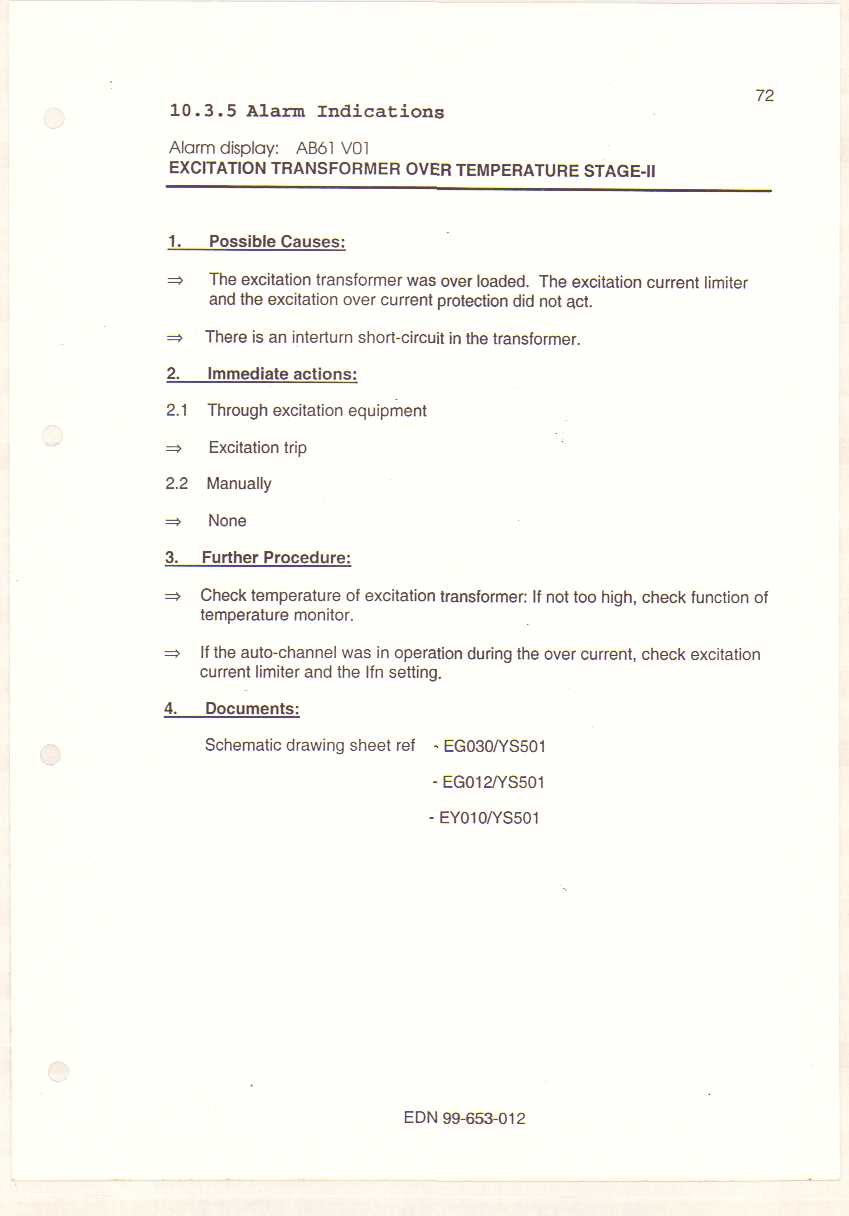 72
10.3.5 Alarm Indications
Alarm display: AB61 V01
EXCITATION TRANSFORMER OVER TEMPERATURE STAGE-II
1. Possible Causes:
⇒ The excitation transformer was over loaded. The excitation current limiter
and the excitation over current protection did not act.
⇒ There is an interturn short-circuit in the transformer.
2. Immediate actions:
2.1 Through excitation equipment
⇒ Excitation trip
2.2 Manually
⇒ None
3. Further Procedure:
⇒ Check temperature of excitation transformer: If not too high, check function of
temperature monitor.
⇒ If the auto-channel was in operation during the over current, check excitation
current limiter and the Ifn setting.
4. Documents:
Schematic drawing sheet ref - EG030/YS501
- EG012/YS501
- EY010/YS501
EDN 99-653-012